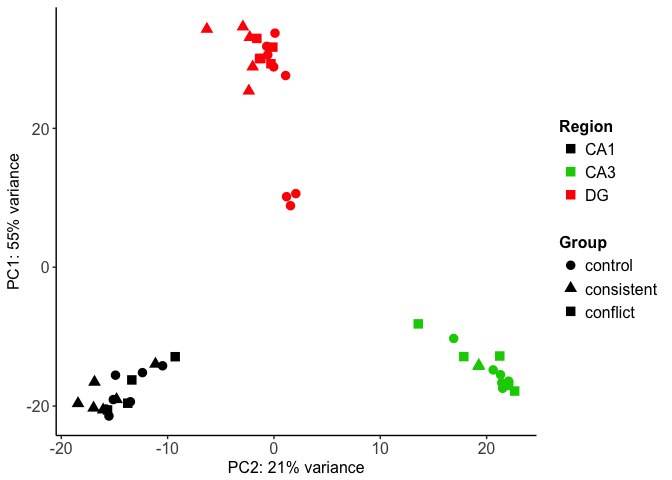 PC1: 55% variance
20
0
-20
-20
-10
0
10
20
PC2: 21% variance
Region
CA1
CA3
DG
Group
control
consistent
conflict